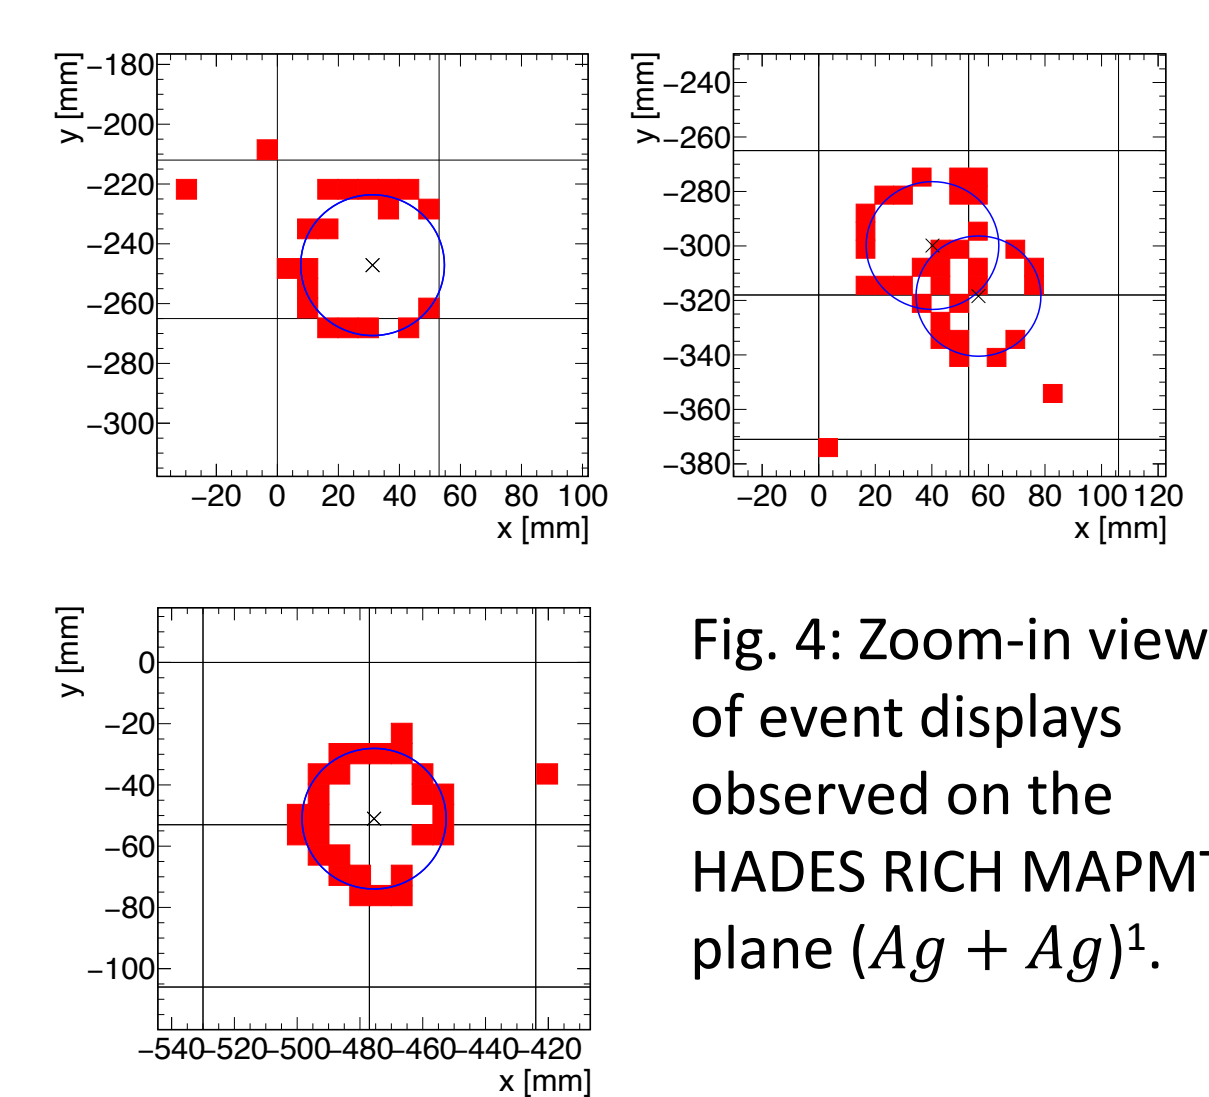 y [mm]
−180
−200
−220
−240
−260
−280
−300
−20 0 20 40 60 80 100
x [mm]
y [mm]
−240
−260
−280
−300
−320
−340
−360
−380
−20 0 20 40 60 80 100 120
x [mm]
y [mm]
0
−20
−40
−60
−80
−100
−540 −520 −500 −480 −460 −440 −420
x [mm]
Fig. 4: Zoom-in view
of event displays
observed on the
HADES RICH MAPM
plane (Ag + Ag)¹.